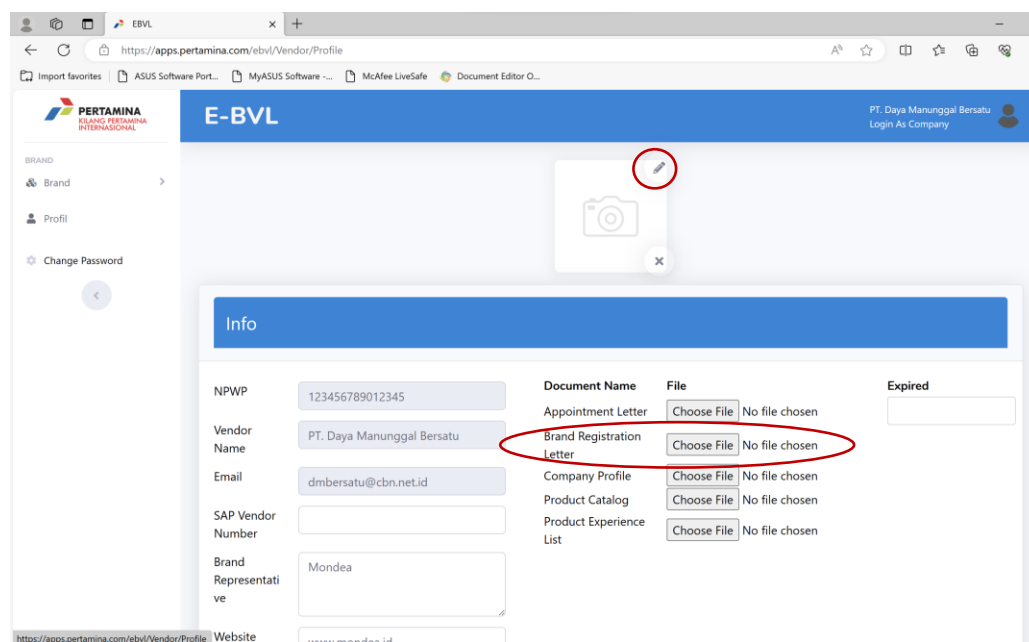 EBVL
https://apps.pertamina.com/ebvl/Vendor/Profile
Import favorites
ASUS Software Port...
MyASUS Software -...
McAfee LiveSafe
Document Editor O...
PERTAMINA
KILANG PERTAMINA
INTERNASIONAL
E-BVL
PT. Daya Manunggal Bersatu
Login As Company
BRAND
Brand
Profil
Change Password
Info
NPWP
123456789012345
Vendor
Name
PT. Daya Manunggal Bersatu
Email
dmbersatu@cbn.net.id
SAP Vendor
Number
Brand
Representati
ve
Mondea
Website
www.mondea.id
Document Name File Expired
Appointment Letter Choose File No file chosen
Brand Registration
Letter
Choose File No file chosen
Company Profile Choose File No file chosen
Product Catalog Choose File No file chosen
Product Experience
List
Choose File No file chosen
https://apps.pertamina.com/ebvl/Vendor/Profile